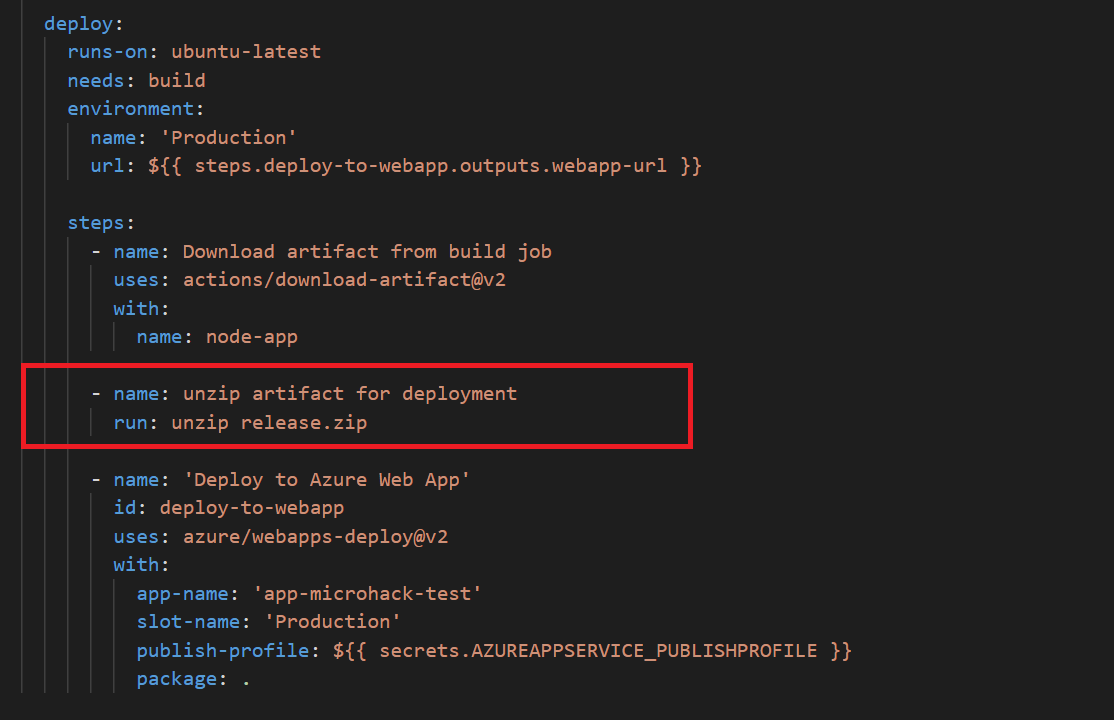 deploy:
runs-on: ubuntu-latest
needs: build
environment:
name: 'Production'
url: ${{ steps.deploy-to-webapp.outputs.webapp-url }}
steps:
- name: Download artifact from build job
uses: actions/download-artifact@v2
with:
name: node-app
- name: unzip artifact for deployment
run: unzip release.zip
- name: 'Deploy to Azure Web App'
id: deploy-to-webapp
uses: azure/webapps-deploy@v2
with:
app-name: 'app-microhack-test'
slot-name: 'Production'
publish-profile: ${{ secrets.AZUREAPPSERVICE_PUBLISHPROFILE }}
package: .